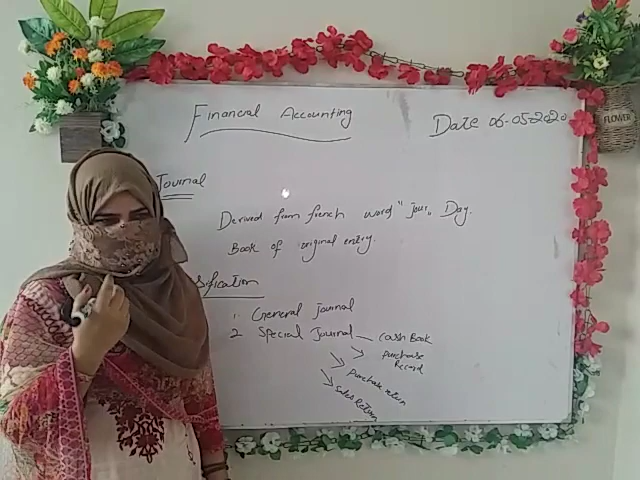 Financial Accounting
Date 06-05-2020
Journal
Derived from french word "jour" Day.
Book of original entry.
sification
1. General Journal
2 Special Journal
Cash Book
Purchase Record
Purchase return
Sales Return
FLOWER